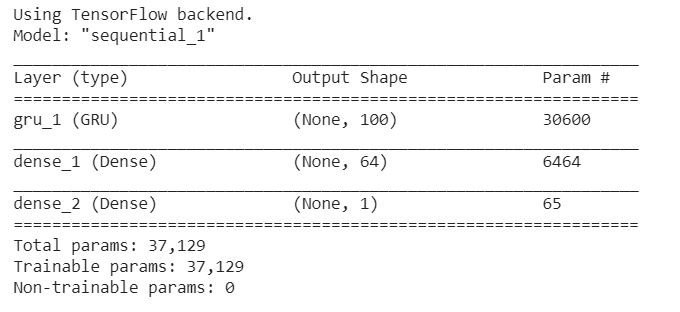 Using TensorFlow backend.
Model: "sequential_1"
_________________________________________________________________
Layer (type)                 Output Shape              Param #
=================================================================
gru_1 (GRU)                  (None, 100)               30600
_________________________________________________________________
dense_1 (Dense)              (None, 64)                6464
_________________________________________________________________
dense_2 (Dense)              (None, 1)                 65
=================================================================
Total params: 37,129
Trainable params: 37,129
Non-trainable params: 0